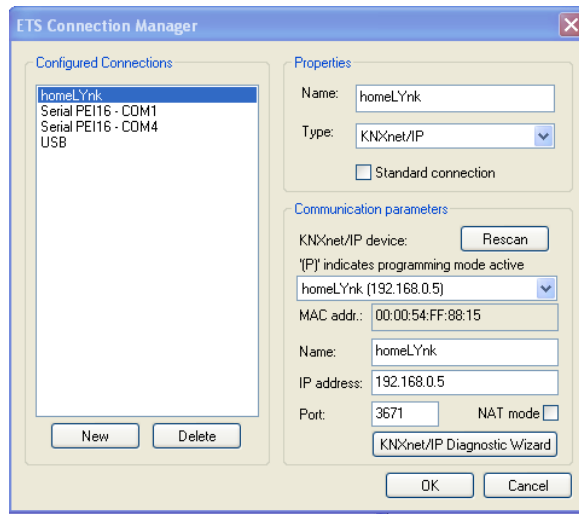 ETS Connection Manager
Configured Connections
homeLYnk
Serial PEI16 - COM1
Serial PEI16 - COM4
USB
New
Delete
Properties
Name: homeLYnk
Type: KNXnet/IP
Standard connection
Communication parameters
KNXnet/IP device: Rescan
'(P)' indicates programming mode active
homeLYnk (192.168.0.5)
MAC addr.: 00:00:54:FF:88:15
Name: homeLYnk
IP address: 192.168.0.5
Port: 3671 NAT mode
KNXnet/IP Diagnostic Wizard
OK
Cancel